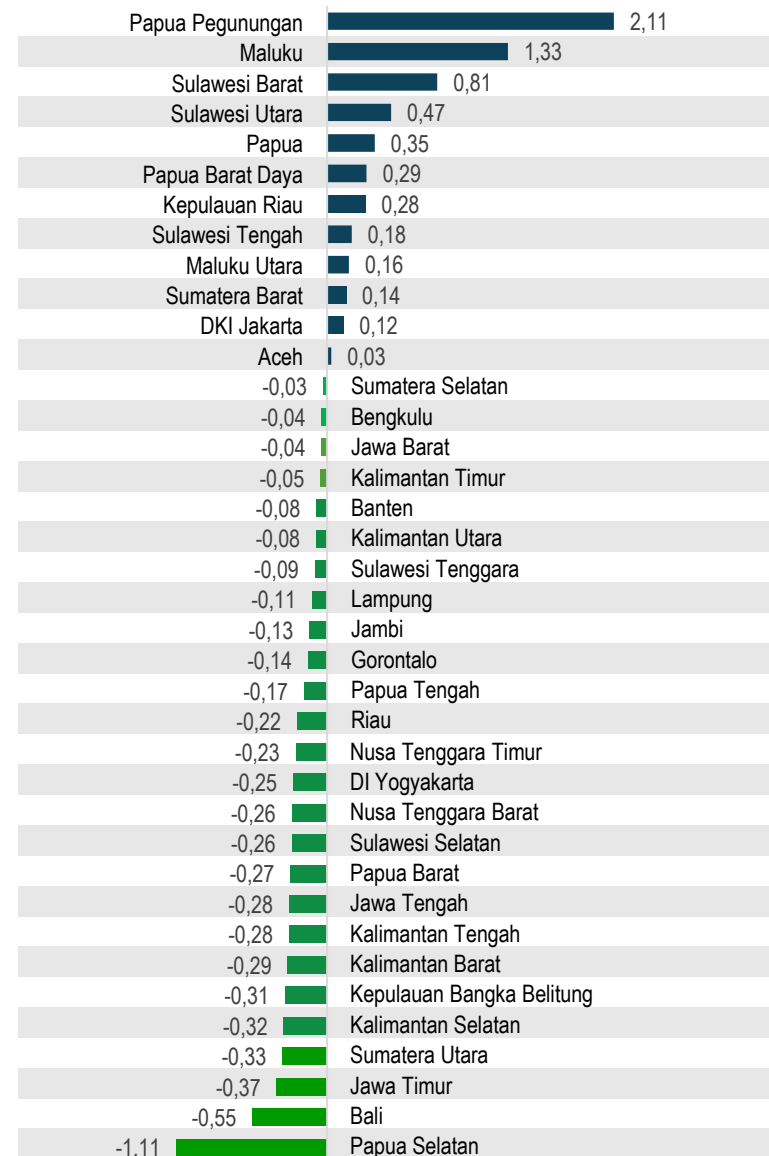 Papua Pegunungan 2,11
Maluku 1,33
Sulawesi Barat 0,81
Sulawesi Utara 0,47
Papua 0,35
Papua Barat Daya 0,29
Kepulauan Riau 0,28
Sulawesi Tengah 0,18
Maluku Utara 0,16
Sumatera Barat 0,14
DKI Jakarta 0,12
Aceh 0,03
-0,03 Sumatera Selatan
-0,04 Bengkulu
-0,04 Jawa Barat
-0,05 Kalimantan Timur
-0,08 Banten
-0,08 Kalimantan Utara
-0,09 Sulawesi Tenggara
-0,11 Lampung
-0,13 Jambi
-0,14 Gorontalo
-0,17 Papua Tengah
-0,22 Riau
-0,23 Nusa Tenggara Timur
-0,25 DI Yogyakarta
-0,26 Nusa Tenggara Barat
-0,26 Sulawesi Selatan
-0,27 Papua Barat
-0,28 Jawa Tengah
-0,28 Kalimantan Tengah
-0,29 Kalimantan Barat
-0,31 Kepulauan Bangka Belitung
-0,32 Kalimantan Selatan
-0,33 Sumatera Utara
-0,37 Jawa Timur
-0,55 Bali
-1,11 Papua Selatan